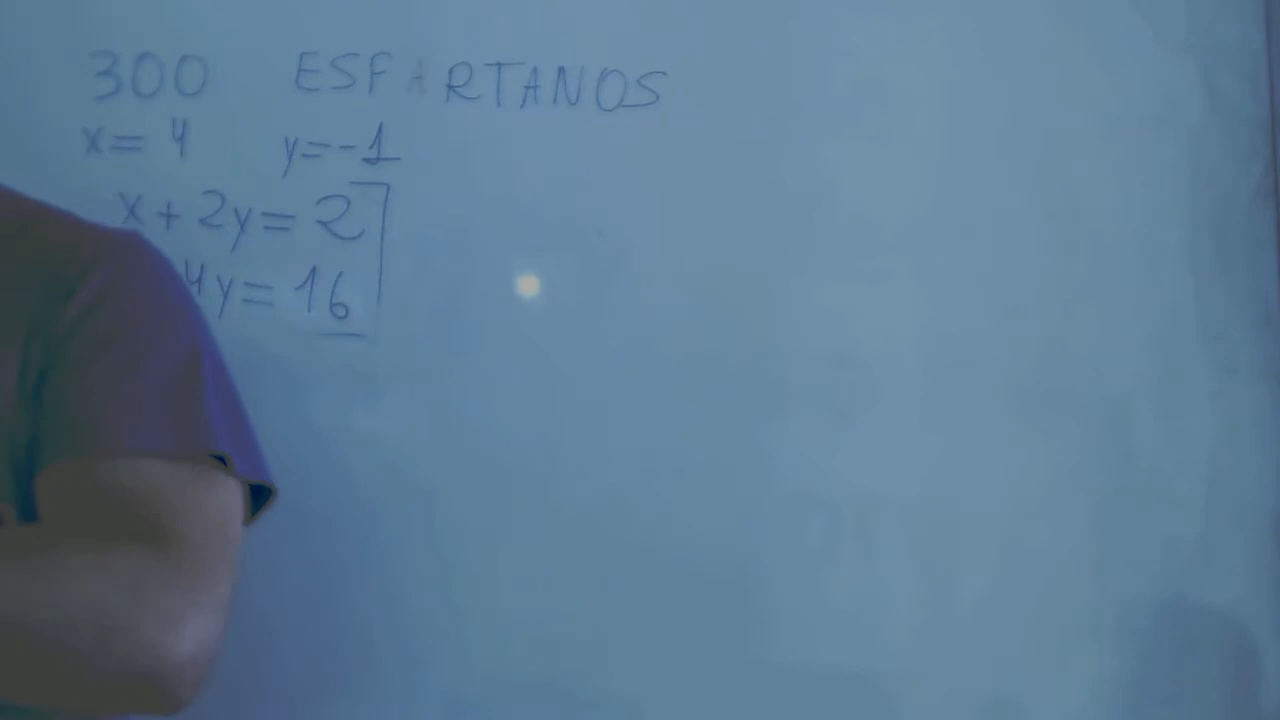 300 ESPARTANOS
x = 4 y = -1
x + 2y = 2
4y = 16